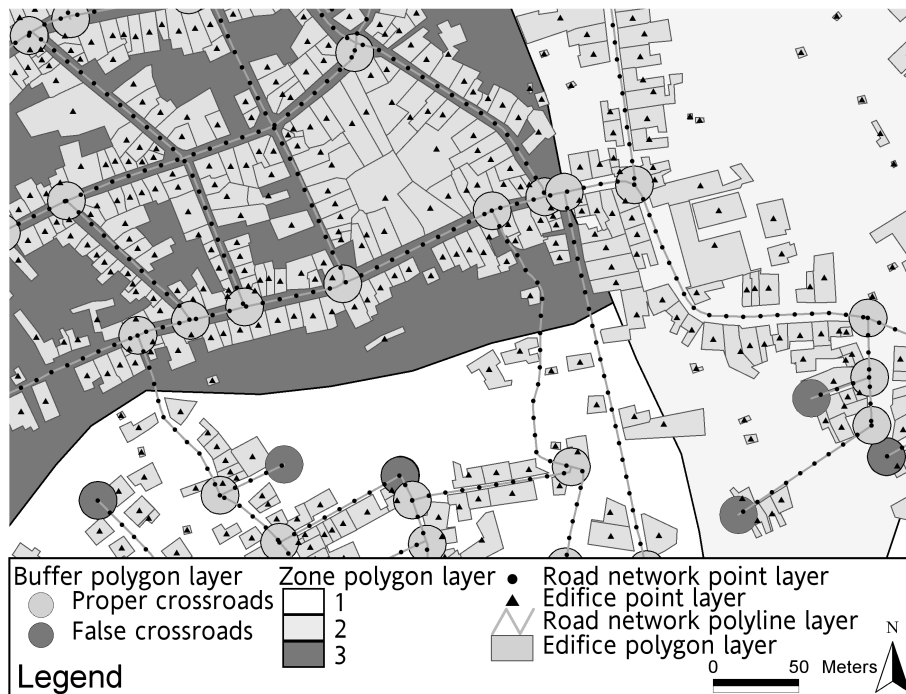 Buffer polygon layer
Proper crossroads
False crossroads
Legend
Zone polygon layer
1
2
3
Road network point layer
Edifice point layer
Road network polyline layer
Edifice polygon layer
0 50 Meters
N